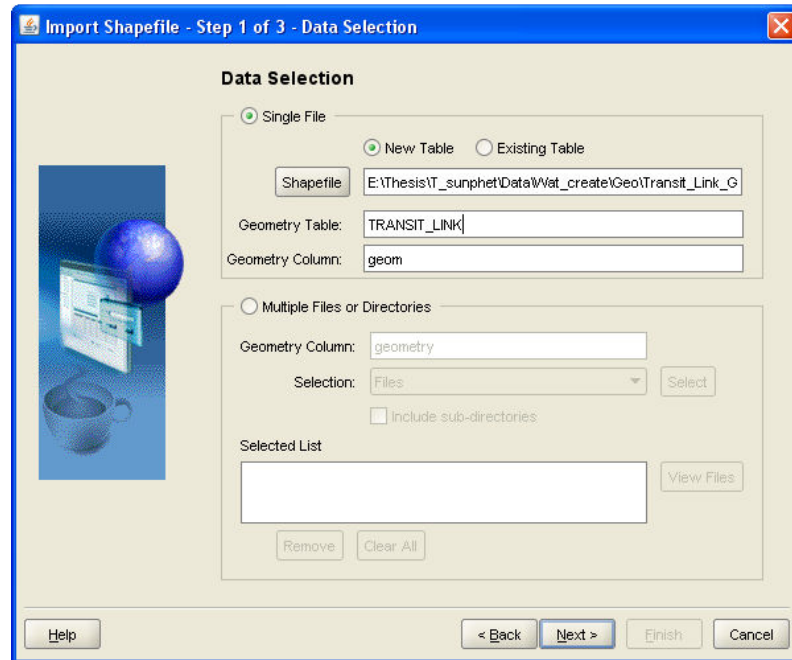 Import Shapefile - Step 1 of 3 - Data Selection
Data Selection
Single File
New Table Existing Table
Shapefile E:\Thesis\T_sunphet\Data\Wat_create\Geo\Transit_Link_G
Geometry Table: TRANSIT_LINK
Geometry Column: geom
Multiple Files or Directories
Geometry Column: geometry
Selection: Files Select
Include sub-directories
Selected List
View Files
Remove Clear All
Help < Back Next > Finish Cancel